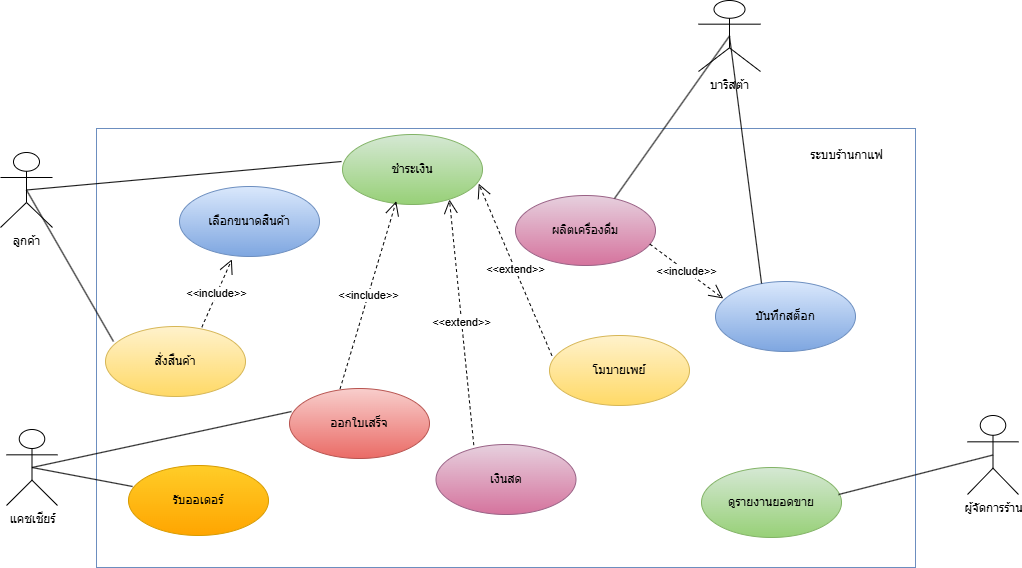 บาริสต้า
ระบบร้านกาแฟ
ชำระเงิน
ลูกค้า
เลือกขนาดสินค้า
ผลิตเครื่องดื่ม
<<extend>>
<<include>>
<<include>>
<<include>>
<<extend>>
บันทึกสต็อก
สั่งสินค้า
โมบายเพย์
ออกใบเสร็จ
เงินสด
แคชเชียร์
รับออเดอร์
ดูรายงานยอดขาย
ผู้จัดการร้าน